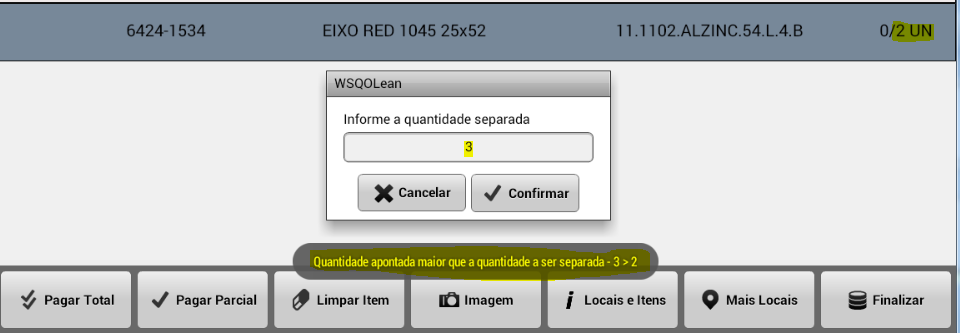 6424-1534 EIXO RED 1045 25x52 11.1102.ALZINC.54.L.4.B 0/2 UN
WSQOLean
Informe a quantidade separada
3
Cancelar Confirmar
Quantidade apontada maior que a quantidade a ser separada - 3 > 2
Pagar Total Pagar Parcial Limpar Item Imagem Locais e Itens Mais Locais Finalizar